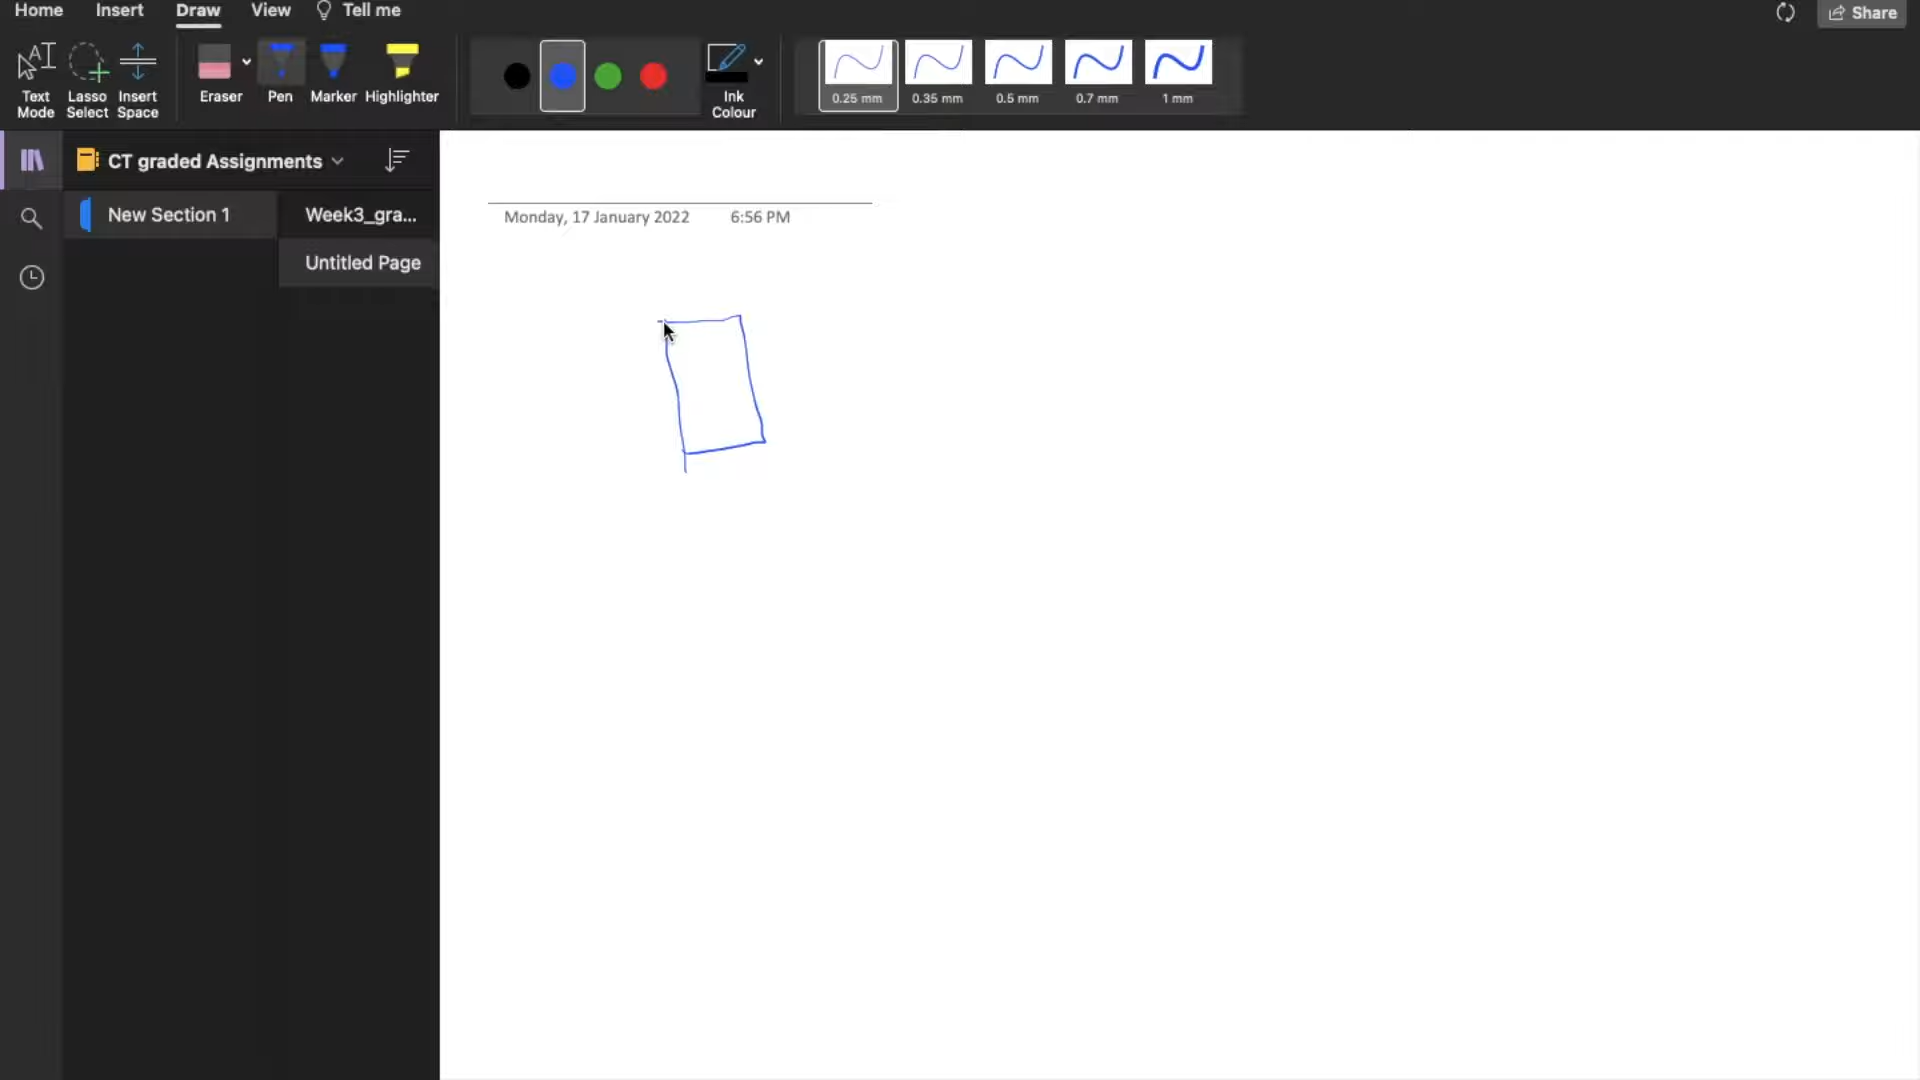 Home Insert Draw View Tell me Share
Text Mode Lasso Select Insert Space Eraser Pen Marker Highlighter Ink Colour 0.25 mm 0.35 mm 0.5 mm 0.7 mm 1 mm
CT graded Assignments
New Section 1 Week3_gra...
Untitled Page
Monday, 17 January 2022 6:56 PM